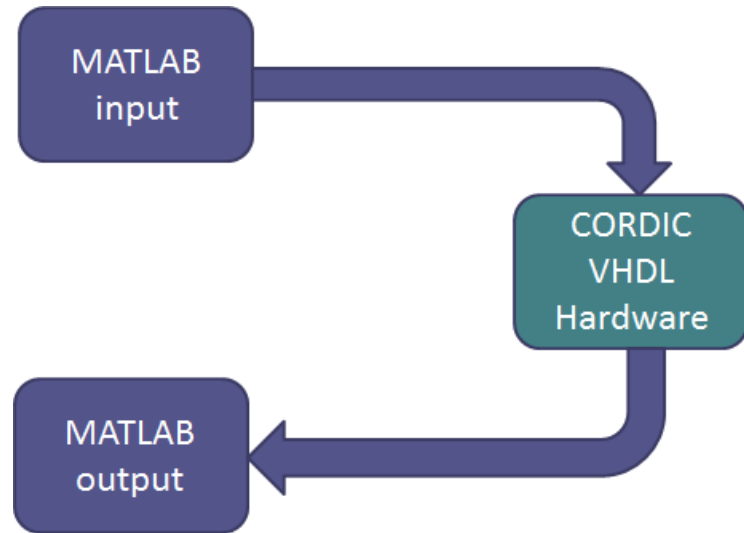 MATLAB
input
CORDIC
VHDL
Hardware
MATLAB
output